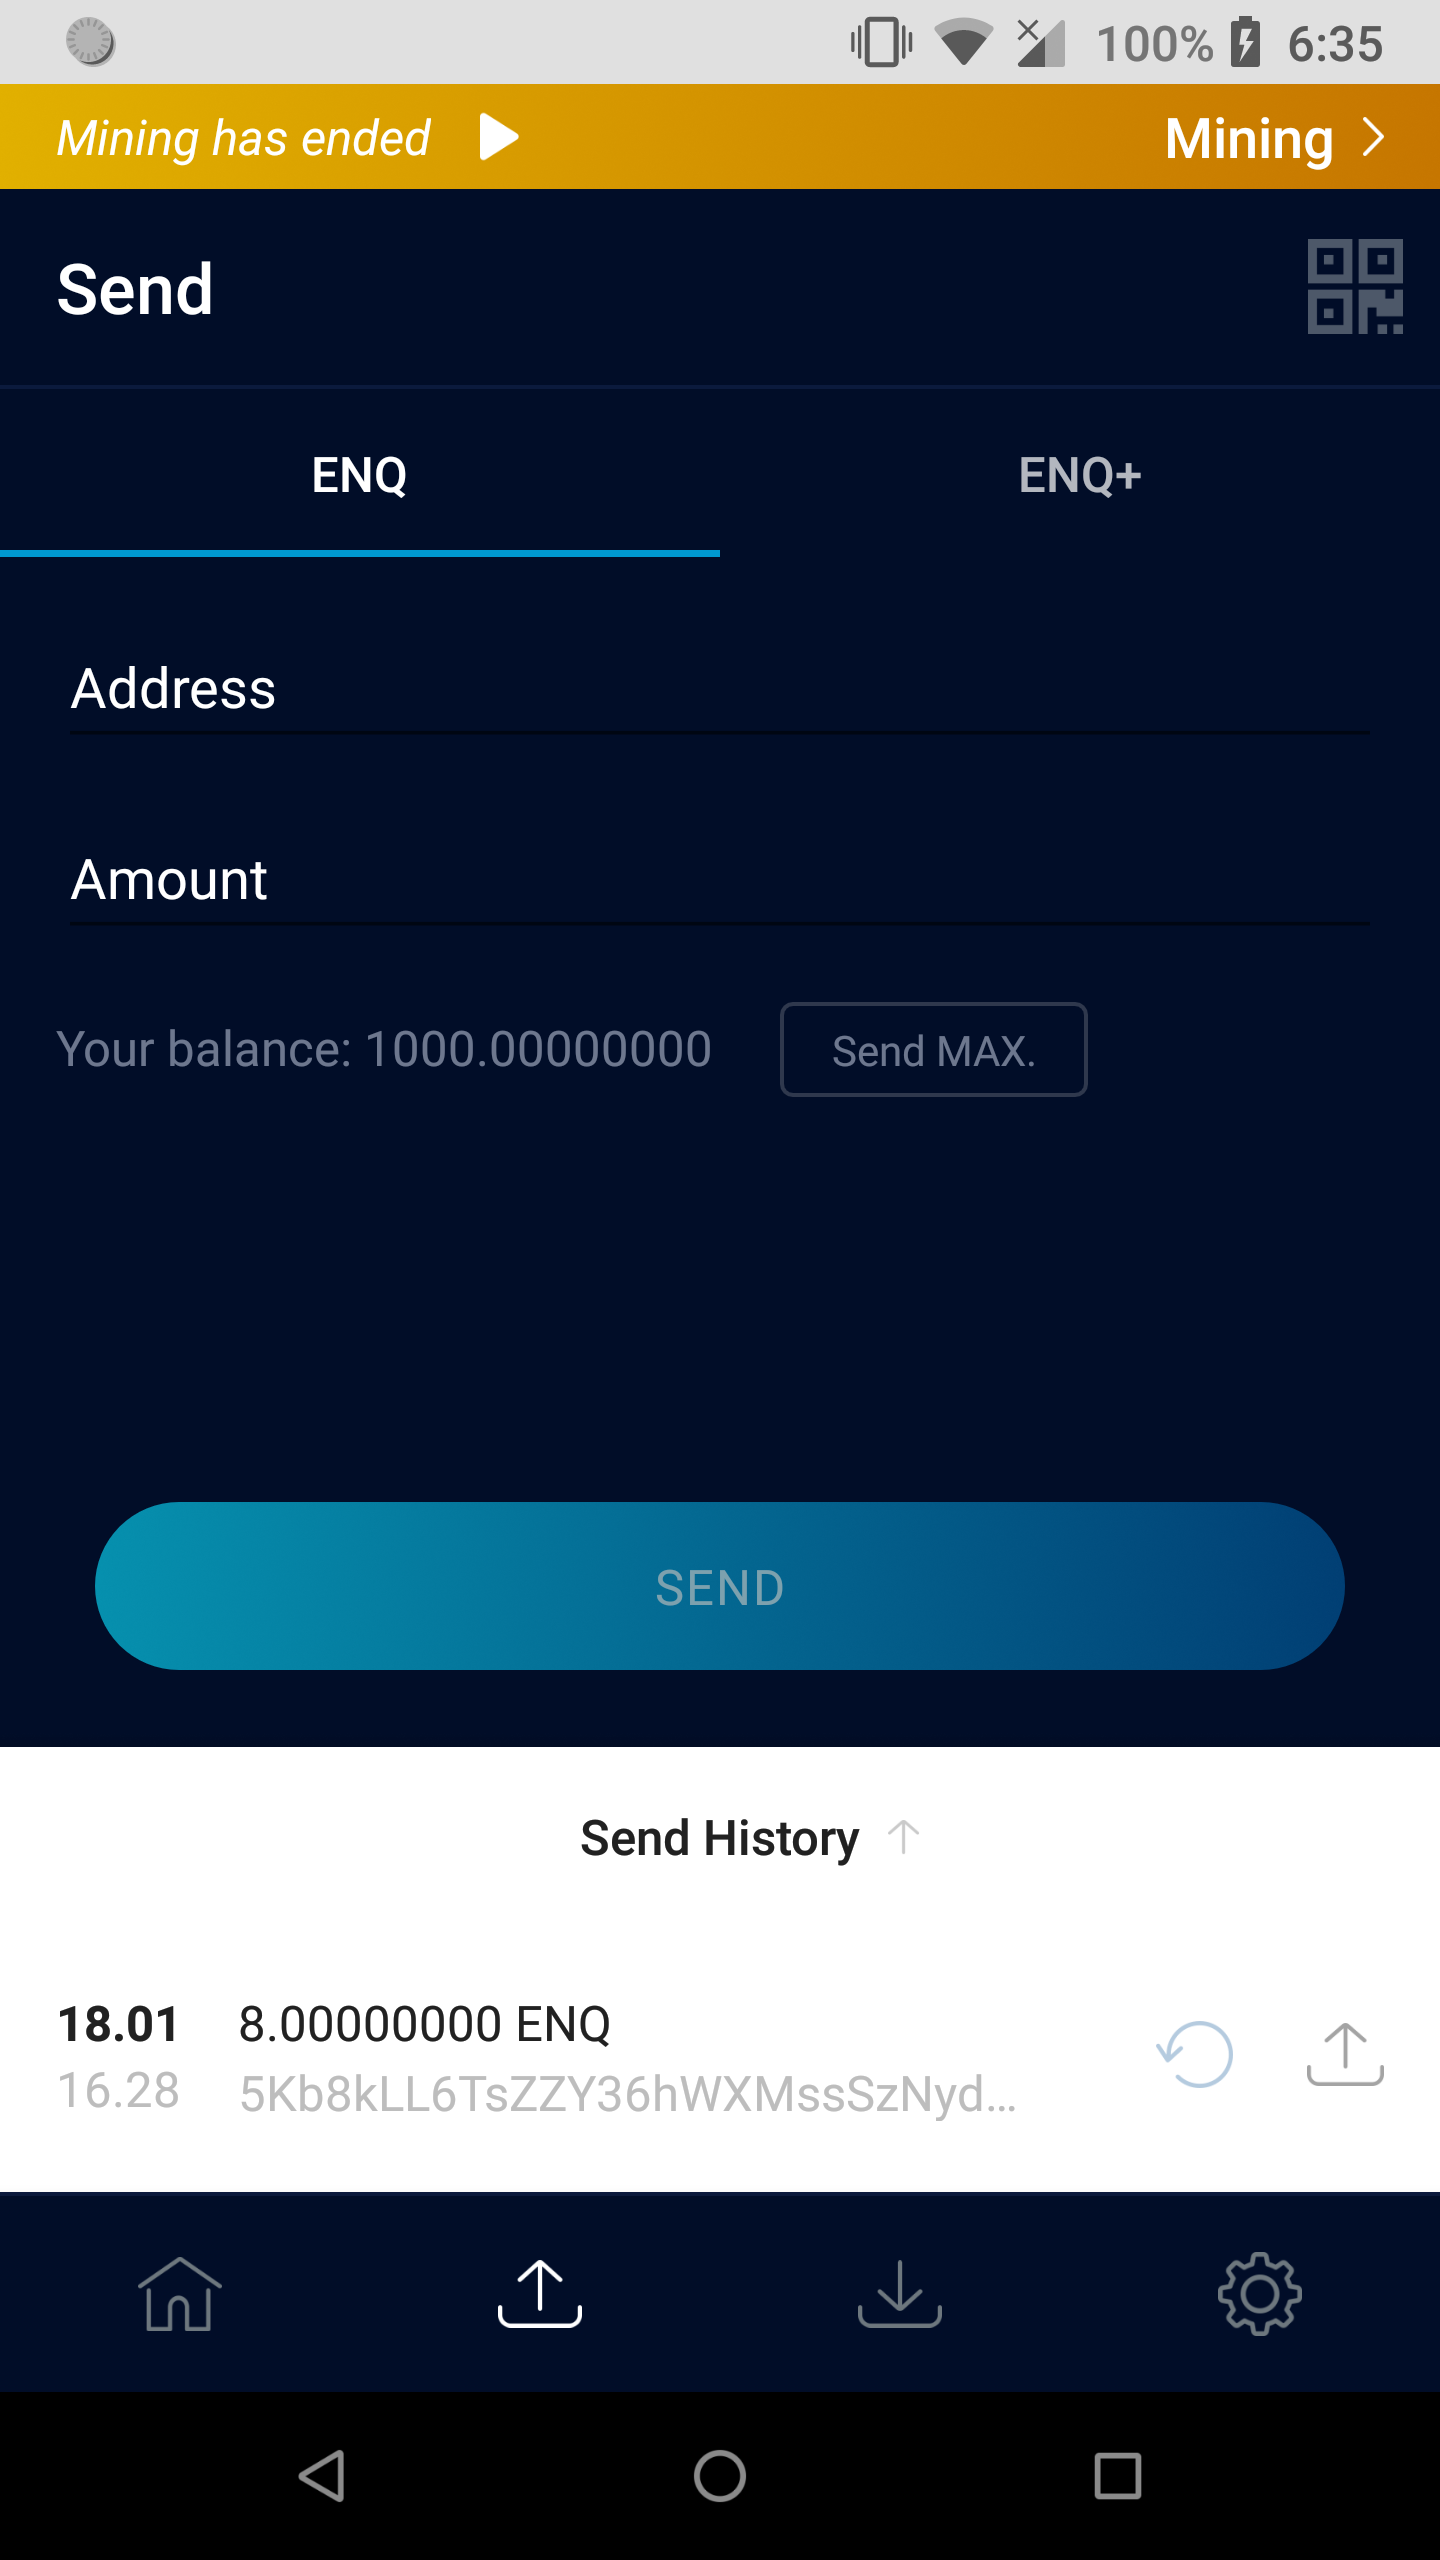 100% 6:35
Mining has ended Mining
Send
ENQ ENQ+
Address
Amount
Your balance: 1000.00000000 Send MAX.
SEND
Send History
18.01 8.00000000 ENQ
16.28 5Kb8kLL6TsZZY36hWXMssSzNyd...